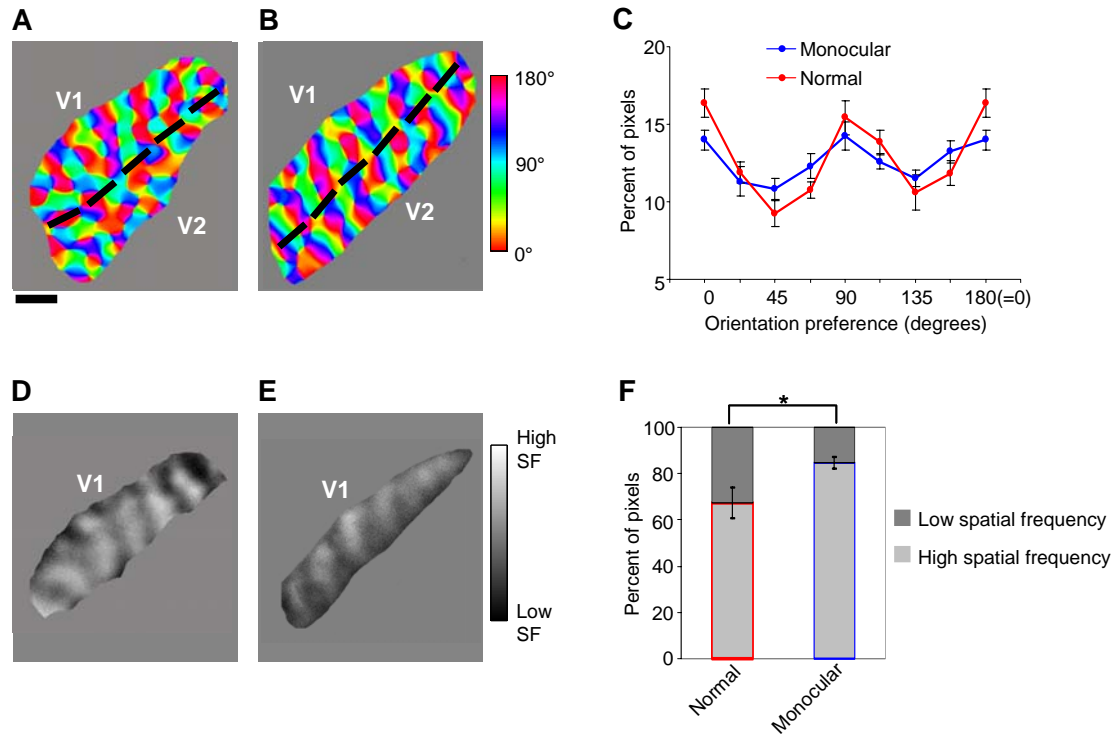 A
B
C
V1
V2
V1
V2
180°
90°
0°
Monocular
Normal
20
15
10
5
Percent of pixels
0
45
90
135
180(=0)
Orientation preference (degrees)
D
E
F
V1
V1
High
SF
Low
SF
*
100
80
60
40
20
0
Percent of pixels
Normal
Monocular
Low spatial frequency
High spatial frequency